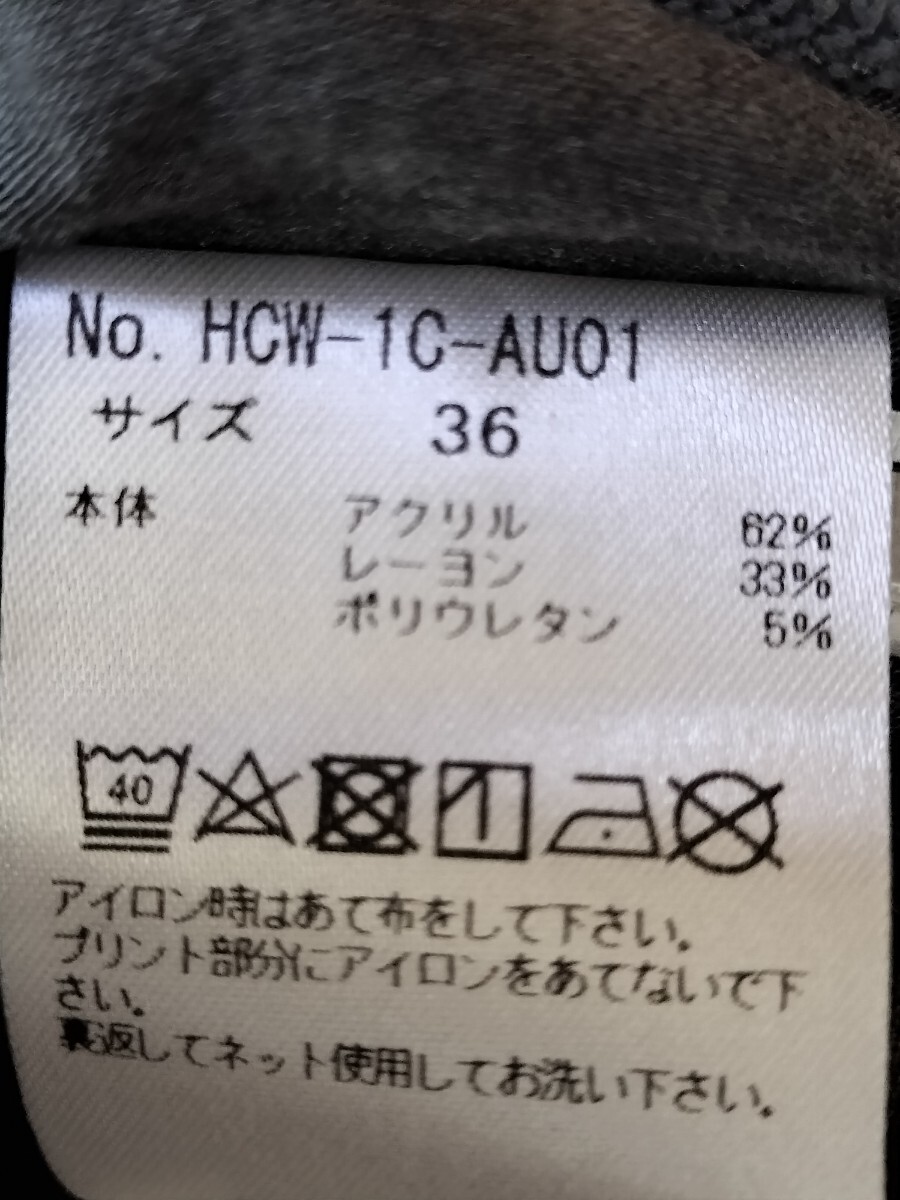 No. HCW-1C-AU01
サイズ 36
本体 アクリル 62%
レーヨン 33%
ポリウレタン 5%
40
アイロン時はあて布をして下さい。
プリント部分にアイロンをあてないで下
さい。
裏返してネット使用してお洗い下さい。